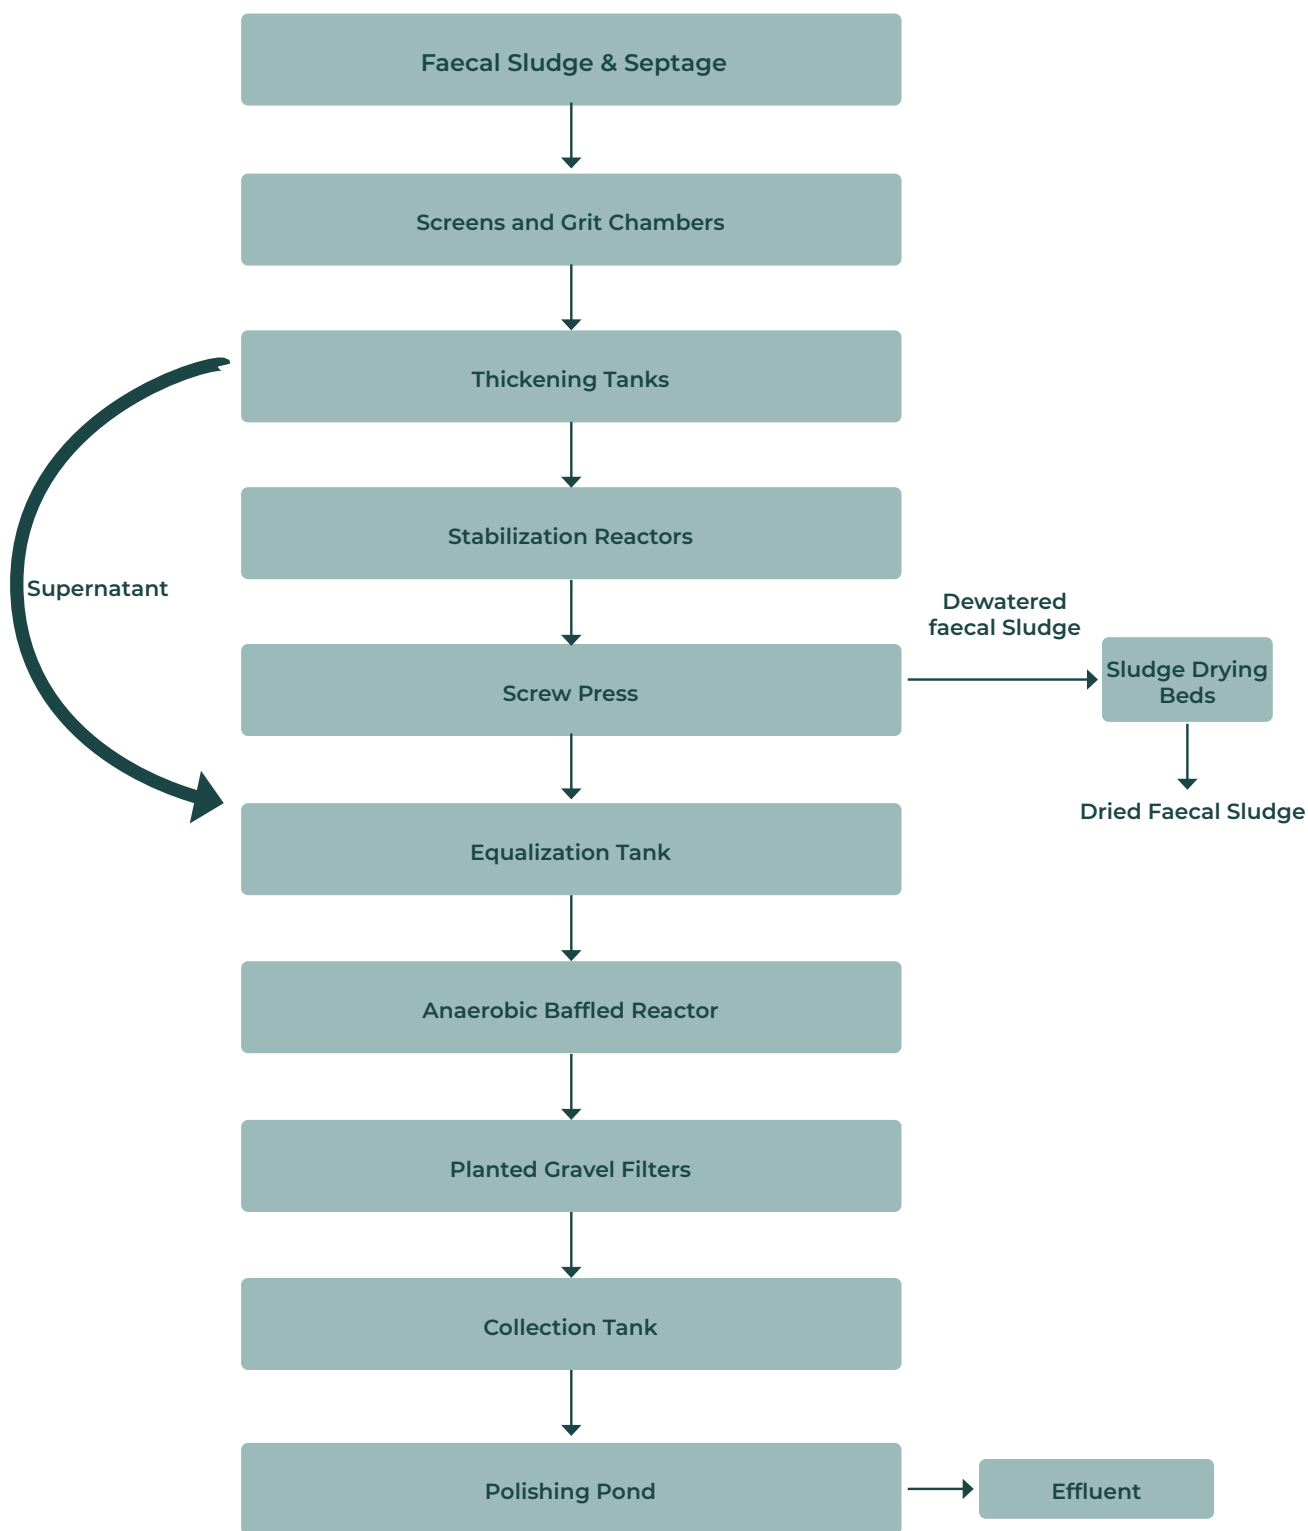 Faecal Sludge & Septage
Screens and Grit Chambers
Thickening Tanks
Stabilization Reactors
Supernatant
Dewatered
faecal Sludge
Screw Press
Sludge Drying
Beds
Dried Faecal Sludge
Equalization Tank
Anaerobic Baffled Reactor
Planted Gravel Filters
Collection Tank
Polishing Pond
Effluent